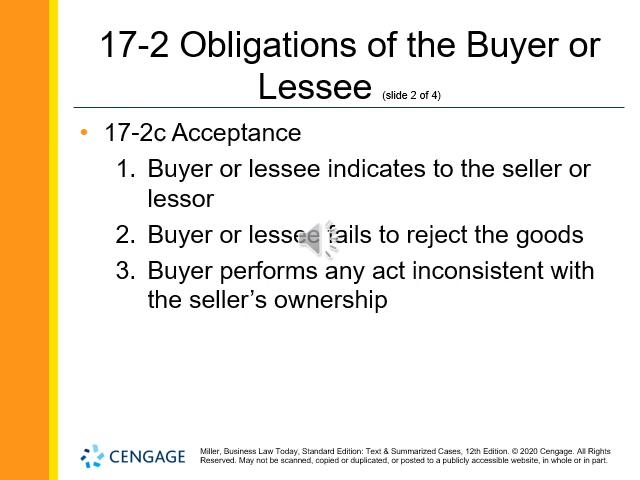 17-2 Obligations of the Buyer or
Lessee (slide 2 of 4)
• 17-2c Acceptance
1. Buyer or lessee indicates to the seller or
lessor
2. Buyer or lessee fails to reject the goods
3. Buyer performs any act inconsistent with
the seller’s ownership
CENGAGE
Miller, Business Law Today, Standard Edition: Text & Summarized Cases, 12th Edition. © 2020 Cengage. All Rights
Reserved. May not be scanned, copied or duplicated, or posted to a publicly accessible website, in whole or in part.